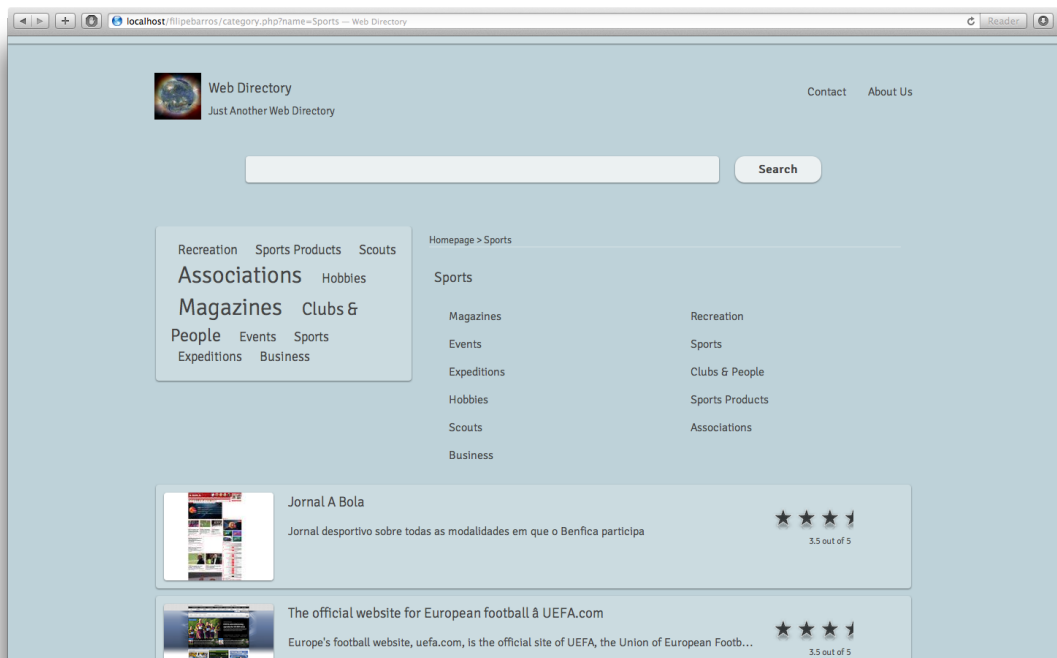 localhost/filipebarros/category.php?name=Sports — Web Directory
Reader
Web Directory
Just Another Web Directory
Contact About Us
Search
Recreation Sports Products Scouts
Associations Hobbies
Magazines Clubs &
People Events Sports
Expeditions Business
Homepage > Sports
Sports
Magazines
Events
Expeditions
Hobbies
Scouts
Business
Recreation
Sports
Clubs & People
Sports Products
Associations
Jornal A Bola
Jornal desportivo sobre todas as modalidades em que o Benfica participa
3.5 out of 5
The official website for European football â UEFA.com
Europe's football website, uefa.com, is the official site of UEFA, the Union of European Footb...
3.5 out of 5